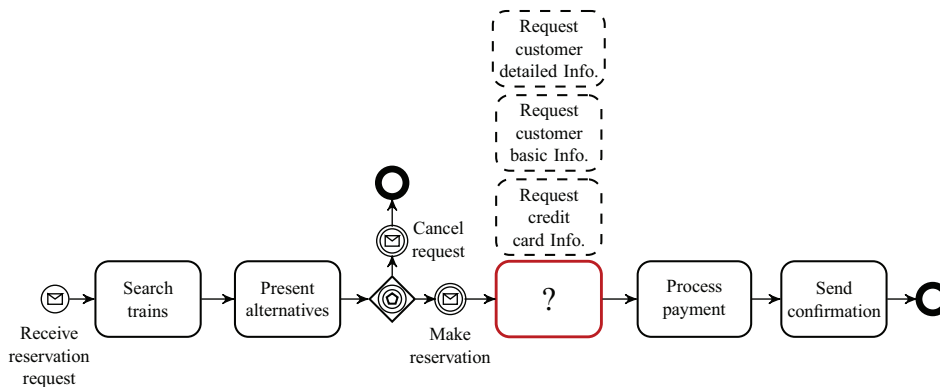 Request
customer
detailed Info.
Request
customer
basic Info.
Request
credit
card Info.
Cancel
request
Search
trains
Present
alternatives
?
Process
payment
Send
confirmation
Receive
reservation
request
Make
reservation